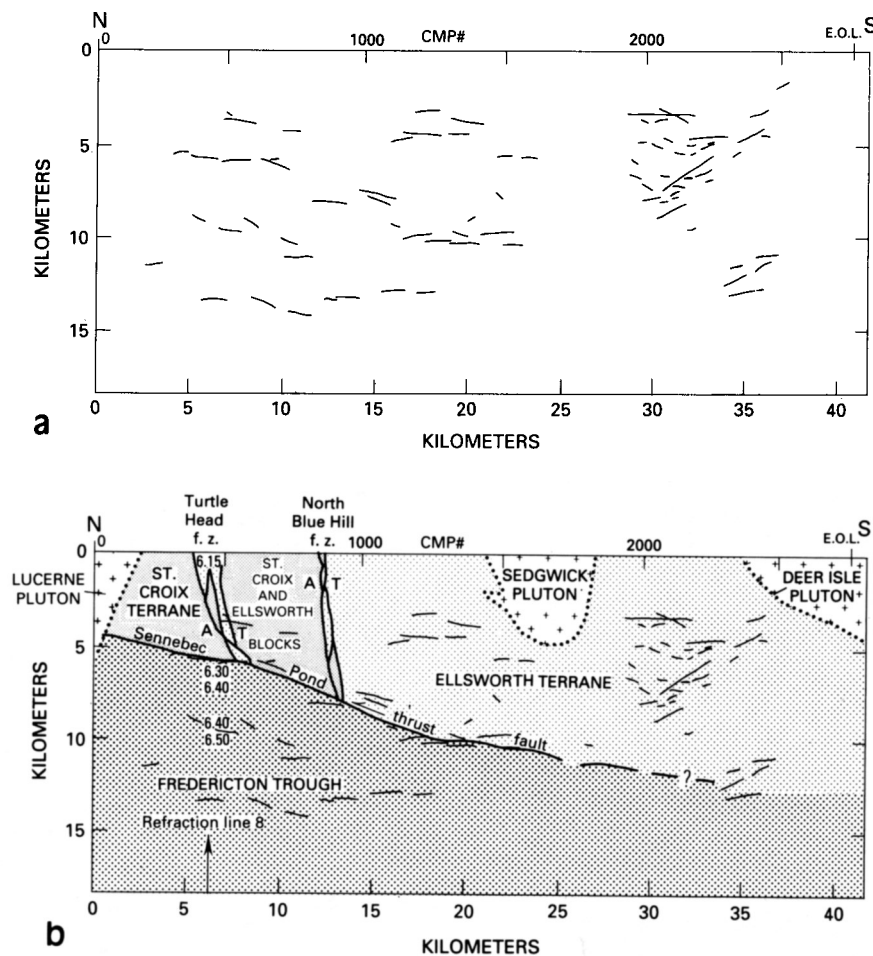 N
S
0
1000
CMP#
2000
E.O.L.
0
5
10
15
KILOMETERS
0
5
10
15
20
25
30
35
40
KILOMETERS
a
Turtle
Head
f. z.
North
Blue Hill
f. z.
N
S
0
1000
CMP#
2000
E.O.L.
0
5
10
15
KILOMETERS
LUCERNE
PLUTON
ST.
CROIX
TERRANE
6.15
ST.
CROIX
AND
ELLSWORTH
BLOCKS
A T
A T
SEDGWICK
PLUTON
DEER ISLE
PLUTON
Sennebec Pond thrust fault ?
6.30
6.40
ELLSWORTH TERRANE
6.40
6.50
FREDERICTON TROUGH
Refraction line 8
0
5
10
15
20
25
30
35
40
KILOMETERS
b